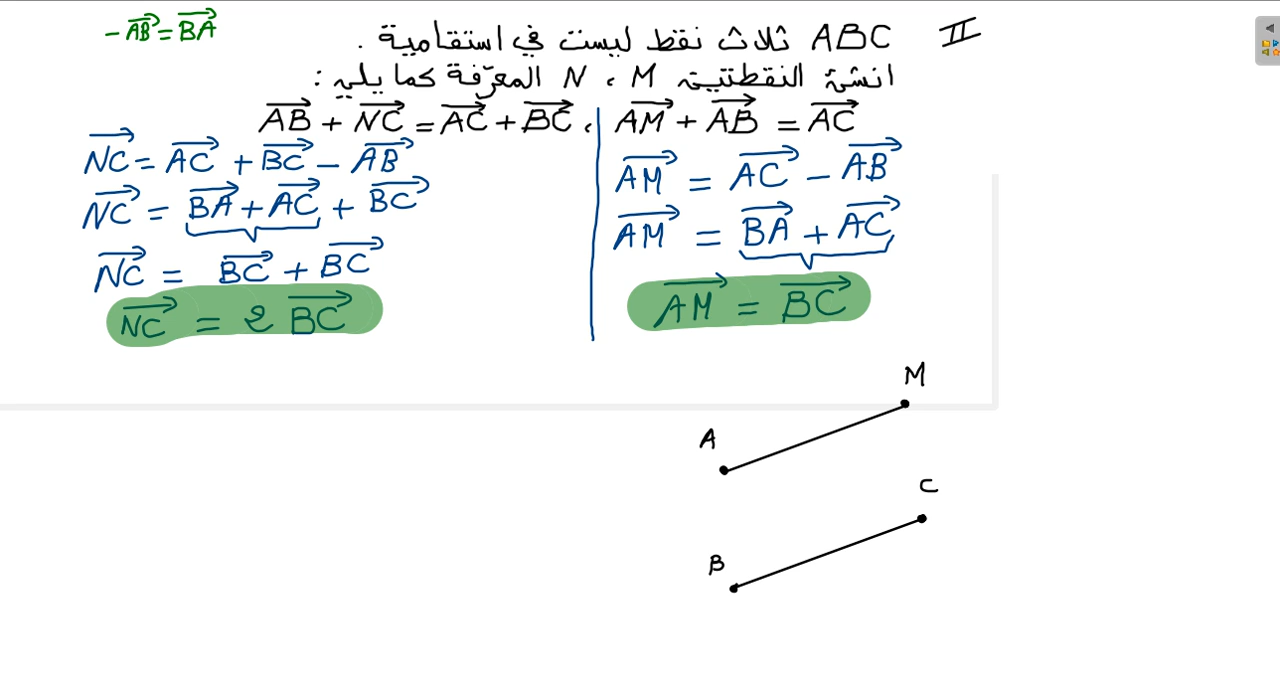 II ABC ثلاث نقط ليست في استقامية .
انشئ النقطتين M ، N المعرّفة كما يلي :
AM⃗ + AB⃗ = AC⃗ ، AB⃗ + NC⃗ = AC⃗ + BC⃗
AM⃗ = AC⃗ − AB⃗
AM⃗ = BA⃗ + AC⃗
AM⃗ = BC⃗
−AB⃗ = BA⃗
NC⃗ = AC⃗ + BC⃗ − AB⃗
NC⃗ = BA⃗ + AC⃗ + BC⃗
NC⃗ = BC⃗ + BC⃗
NC⃗ = 2 BC⃗
M
A
C
B